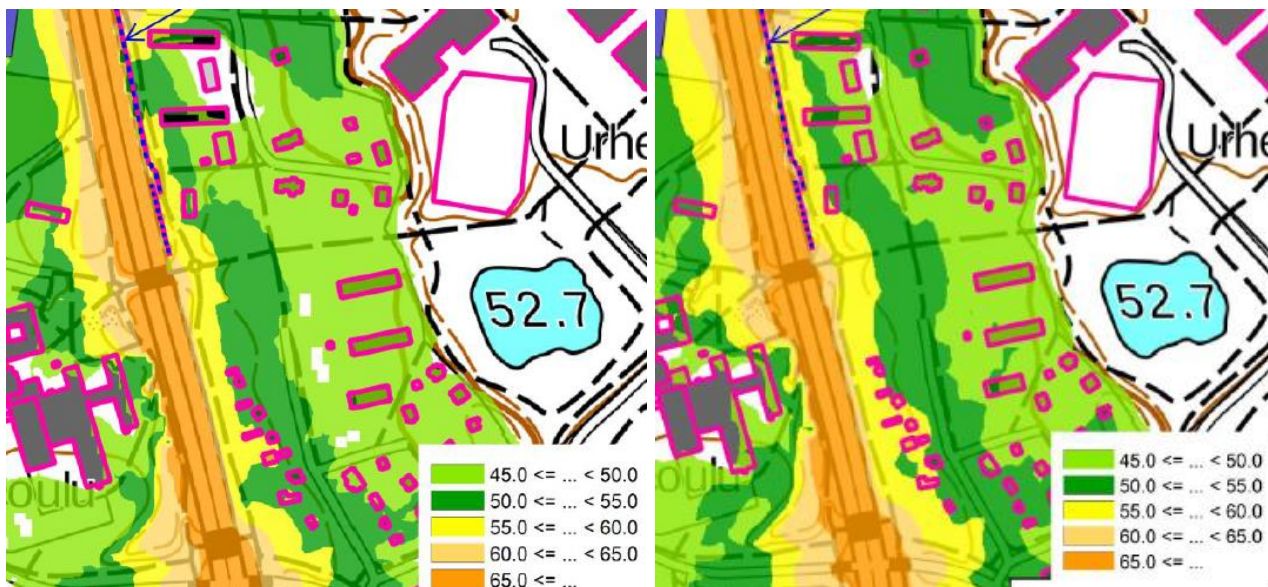 Urhe
52.7
oulu
45.0 <= ... < 50.0
50.0 <= ... < 55.0
55.0 <= ... < 60.0
60.0 <= ... < 65.0
65.0 <= ...
Urhe
52.7
oulu
45.0 <= ... < 50.0
50.0 <= ... < 55.0
55.0 <= ... < 60.0
60.0 <= ... < 65.0
65.0 <= ...